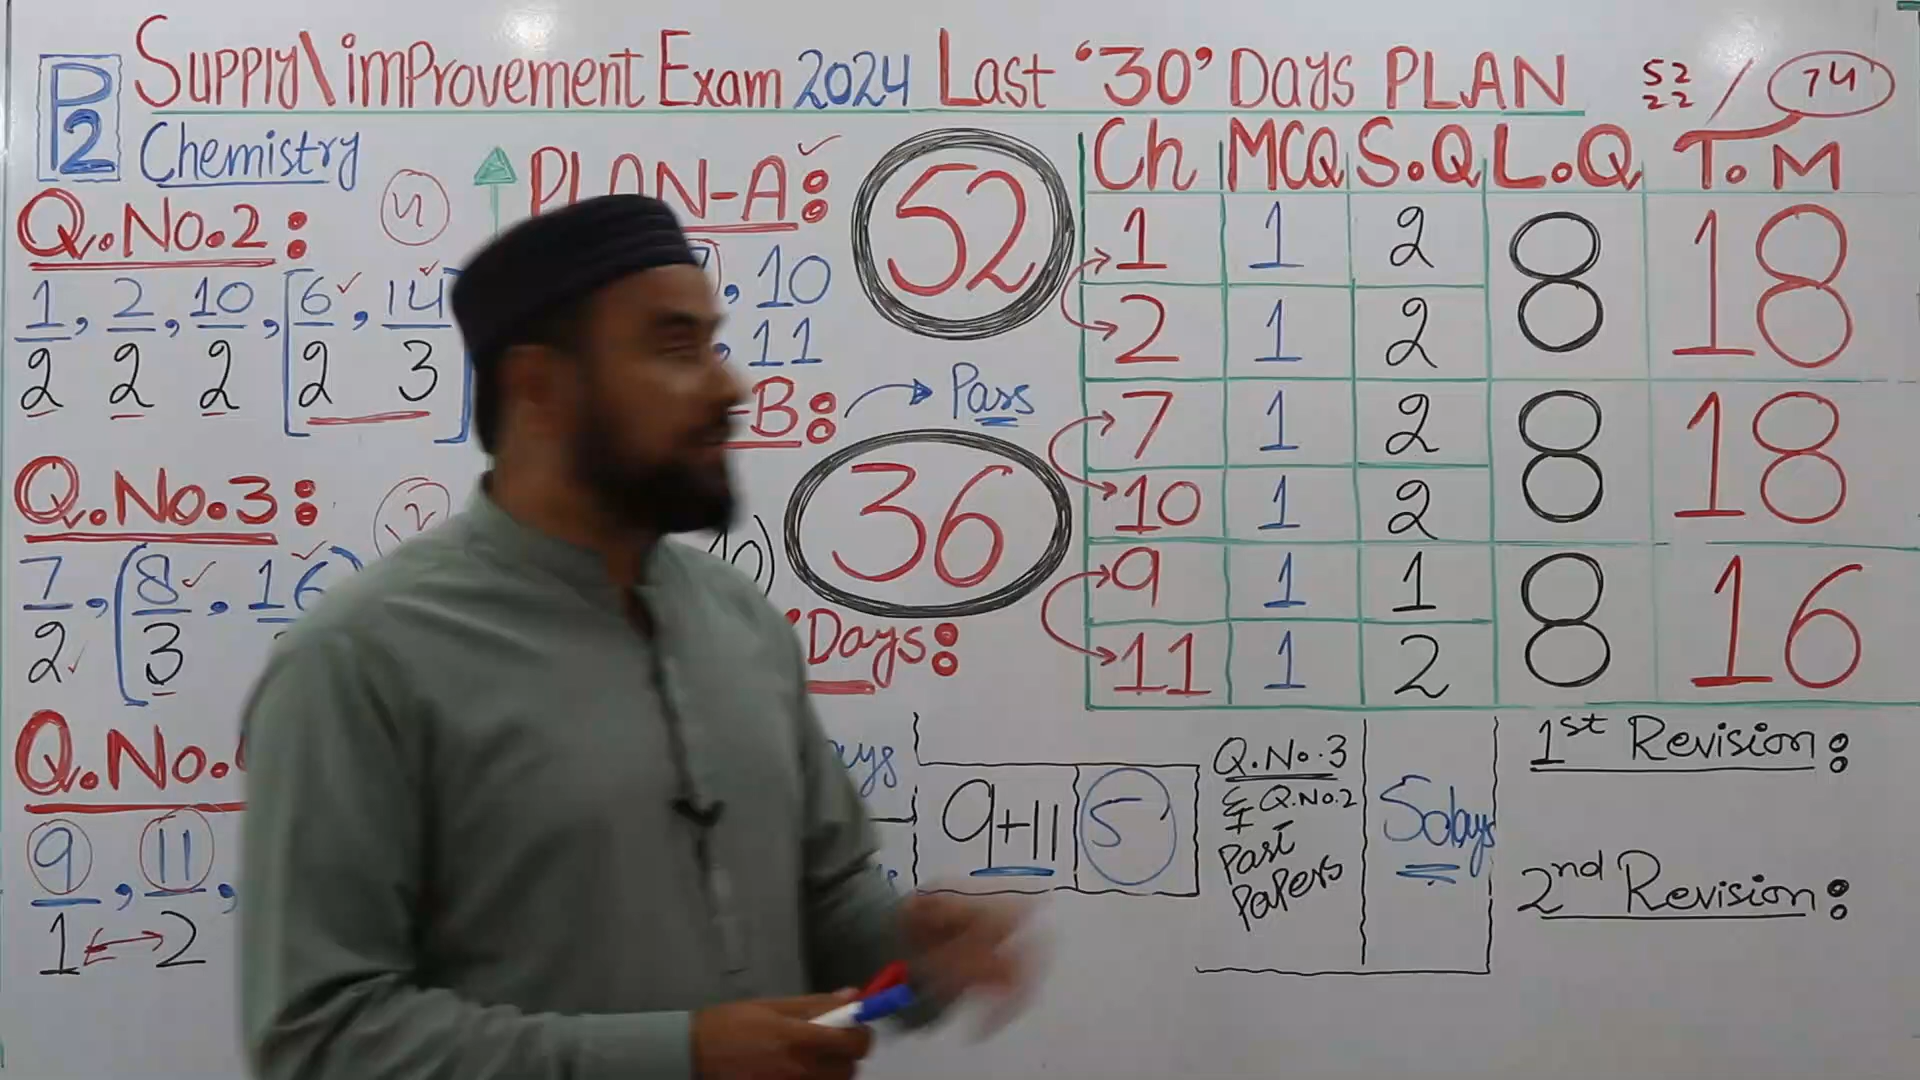 P2 Supply\improvement Exam 2024 Last '30' Days PLAN
52
22 / 74
Chemistry
Q.No.2:
1/2, 2/2, 10/2, [6/2, 14/3]
Q.No.3:
7/2, (8/3, 16
Q.No.
9/1, 11/2,
PLAN-A:
52
, 10
, 11
-B: Pass
36
10)
Days:
9+11 5
Q.No.3
& Q.No.2
Past
Papers
5days
Ch MCQ S.Q L.Q T.M
1 1 2 8 18
2 1 2
7 1 2 8 18
10 1 2
9 1 1 8 16
11 1 2
1st Revision:
2nd Revision: